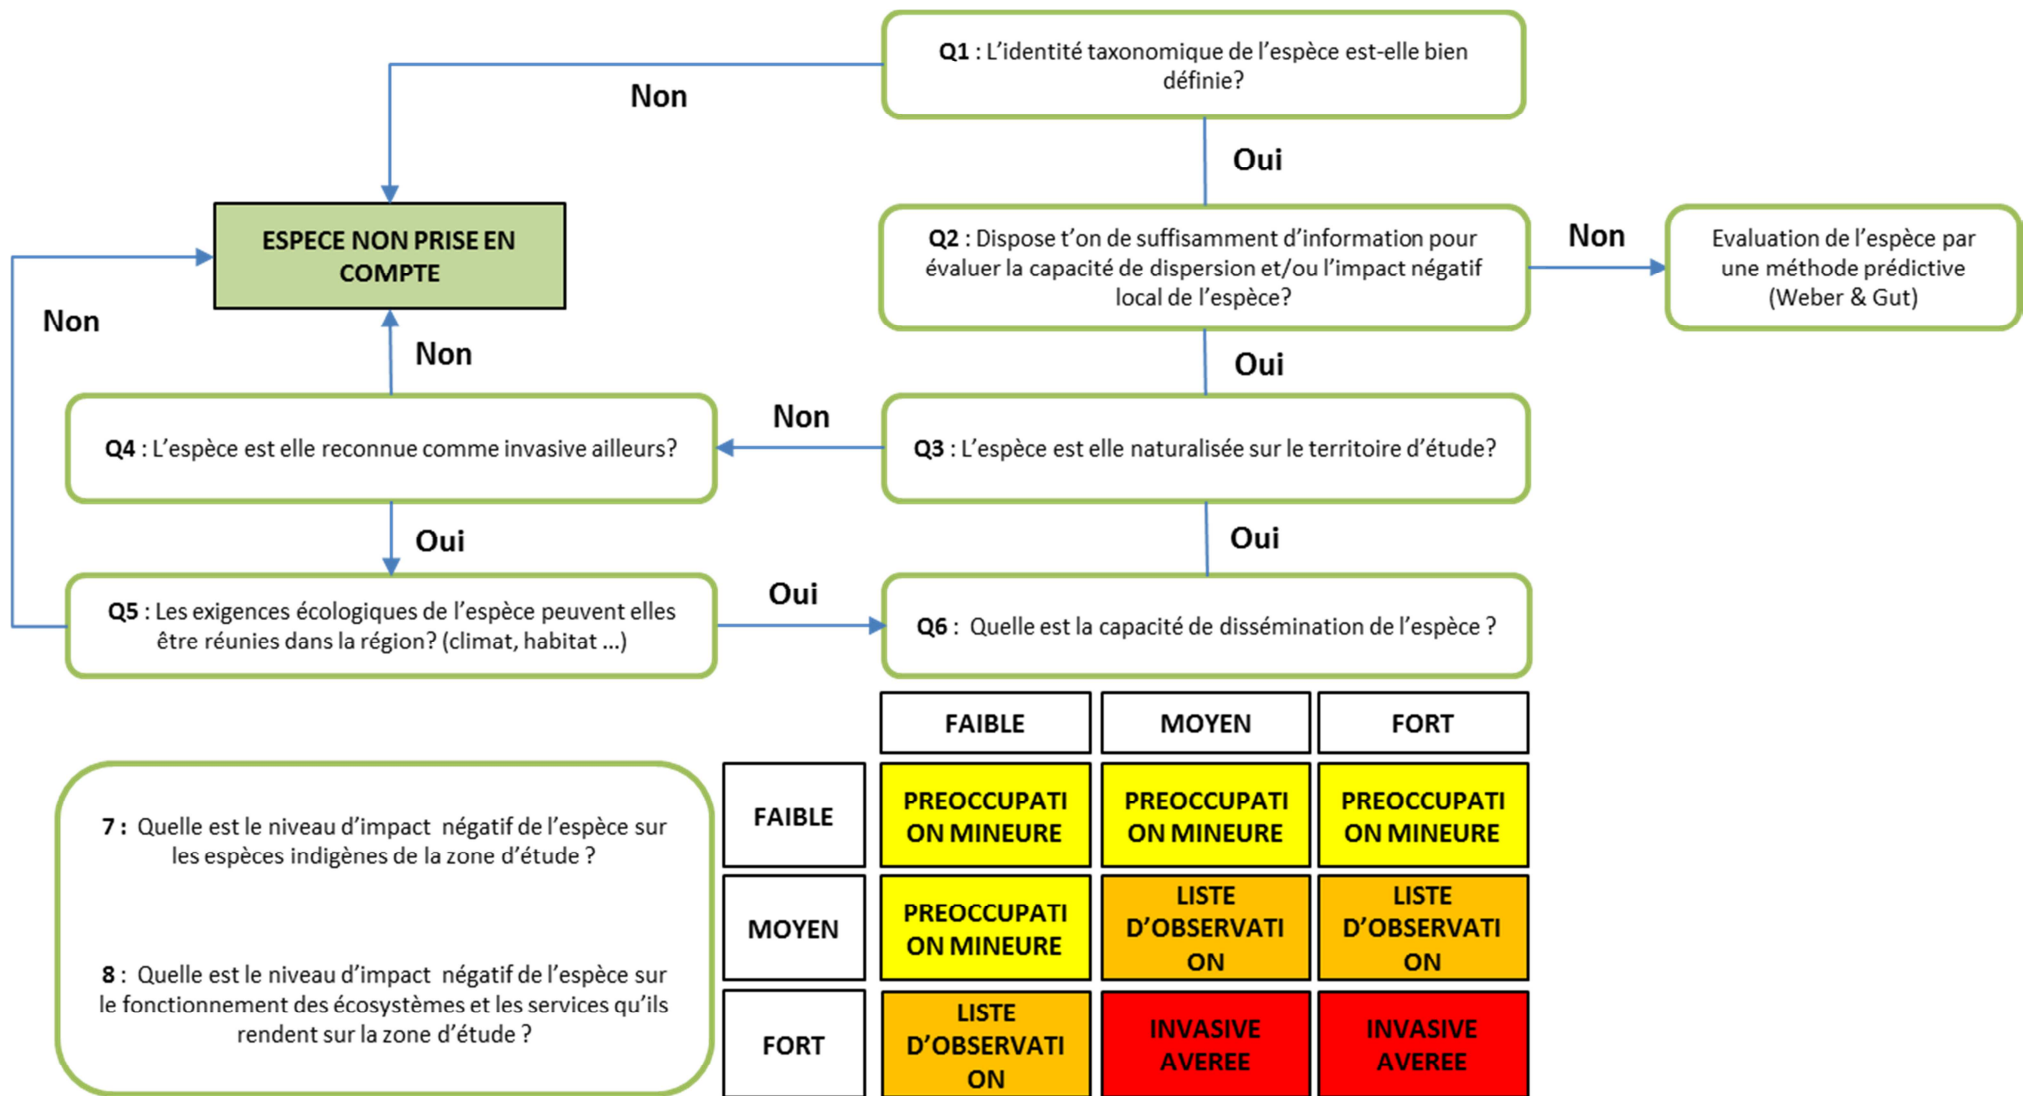 Q1 : L’identité taxonomique de l’espèce est-elle bien
définie?
Non
Oui
ESPECE NON PRISE EN
COMPTE
Q2 : Dispose t’on de suffisamment d’information pour
évaluer la capacité de dispersion et/ou l’impact négatif
local de l’espèce?
Non
Evaluation de l’espèce par
une méthode prédictive
(Weber & Gut)
Non
Non
Oui
Q4 : L’espèce est elle reconnue comme invasive ailleurs?
Non
Q3 : L’espèce est elle naturalisée sur le territoire d’étude?
Oui
Oui
Q5 : Les exigences écologiques de l’espèce peuvent elles
être réunies dans la région? (climat, habitat ...)
Oui
Q6 : Quelle est la capacité de dissémination de l’espèce ?
FAIBLE
MOYEN
FORT
7 : Quelle est le niveau d’impact négatif de l’espèce sur
les espèces indigènes de la zone d’étude ?
8 : Quelle est le niveau d’impact négatif de l’espèce sur
le fonctionnement des écosystèmes et les services qu’ils
rendent sur la zone d’étude ?
FAIBLE
PREOCCUPATI
ON MINEURE
PREOCCUPATI
ON MINEURE
PREOCCUPATI
ON MINEURE
MOYEN
PREOCCUPATI
ON MINEURE
LISTE
D’OBSERVATI
ON
LISTE
D’OBSERVATI
ON
FORT
LISTE
D’OBSERVATI
ON
INVASIVE
AVEREE
INVASIVE
AVEREE